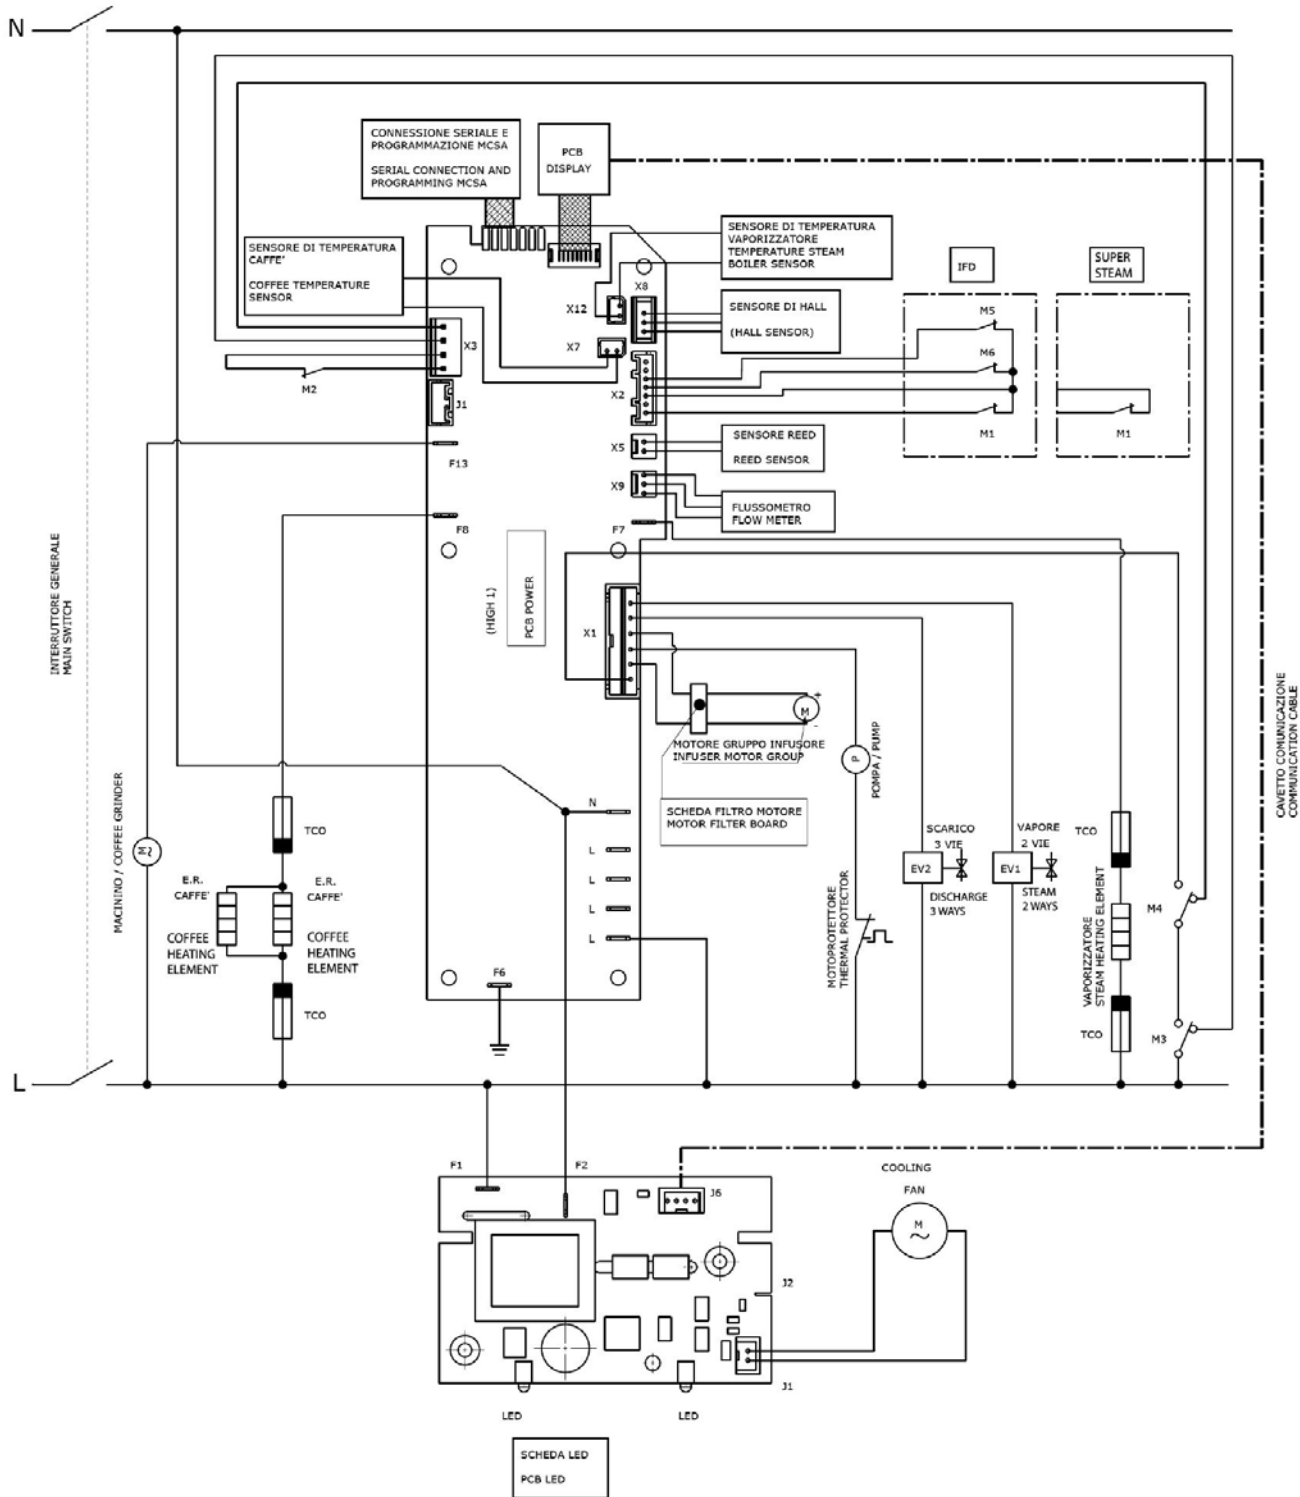 N
CONNESSIONE SERIALE E
PROGRAMMAZIONE MCSA
SERIAL CONNECTION AND
PROGRAMMING MCSA
PCB
DISPLAY
SENSORE DI TEMPERATURA
CAFFE'
COFFEE TEMPERATURE
SENSOR
SENSORE DI TEMPERATURA
VAPORIZZATORE
TEMPERATURE STEAM
BOILER SENSOR
IFD
SUPER
STEAM
X8
X12
SENSORE DI HALL
(HALL SENSOR)
M5
X3
X7
M6
M2
X2
J1
M1
M1
SENSORE REED
REED SENSOR
X5
F13
X9
FLUSSOMETRO
FLOW METER
F8
F7
INTERRUTTORE GENERALE
MAIN SWITCH
(HIGH 1)
PCB POWER
X1
+
M
-
MOTORE GRUPPO INFUSORE
INFUSER MOTOR GROUP
P
POMPA / PUMP
CAVETTO COMUNICAZIONE
COMMUNICATION CABLE
MACININO / COFFEE GRINDER
M~
N
SCHEDA FILTRO MOTORE
MOTOR FILTER BOARD
TCO
L
L
L
L
SCARICO
3 VIE
VAPORE
2 VIE
TCO
EV2
EV1
DISCHARGE
3 WAYS
STEAM
2 WAYS
E.R.
CAFFE'
E.R.
CAFFE'
COFFEE
HEATING
ELEMENT
COFFEE
HEATING
ELEMENT
MOTOPROTETTORE
THERMAL PROTECTOR
VAPORIZZATORE
STEAM HEATING ELEMENT
M4
F6
TCO
TCO
M3
L
F1
F2
J6
COOLING
FAN
M
~
J2
J1
LED
LED
SCHEDA LED
PCB LED